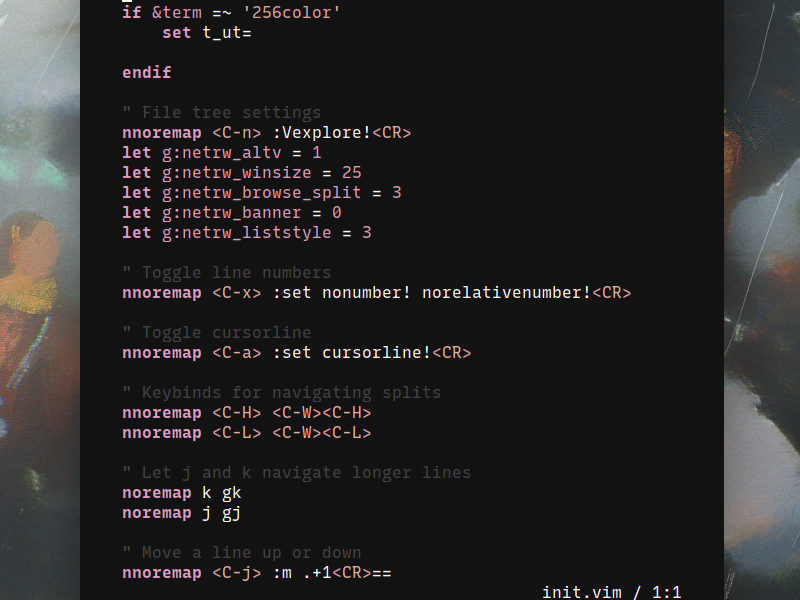 if &term =~ '256color'
set t_ut=
endif
" File tree settings
nnoremap <C-n> :Vexplore!<CR>
let g:netrw_altv = 1
let g:netrw_winsize = 25
let g:netrw_browse_split = 3
let g:netrw_banner = 0
let g:netrw_liststyle = 3
" Toggle line numbers
nnoremap <C-x> :set nonumber! norelativenumber!<CR>
" Toggle cursorline
nnoremap <C-a> :set cursorline!<CR>
" Keybinds for navigating splits
nnoremap <C-H> <C-W><C-H>
nnoremap <C-L> <C-W><C-L>
" Let j and k navigate longer lines
noremap k gk
noremap j gj
" Move a line up or down
nnoremap <C-j> :m .+1<CR>==
init.vim / 1:1